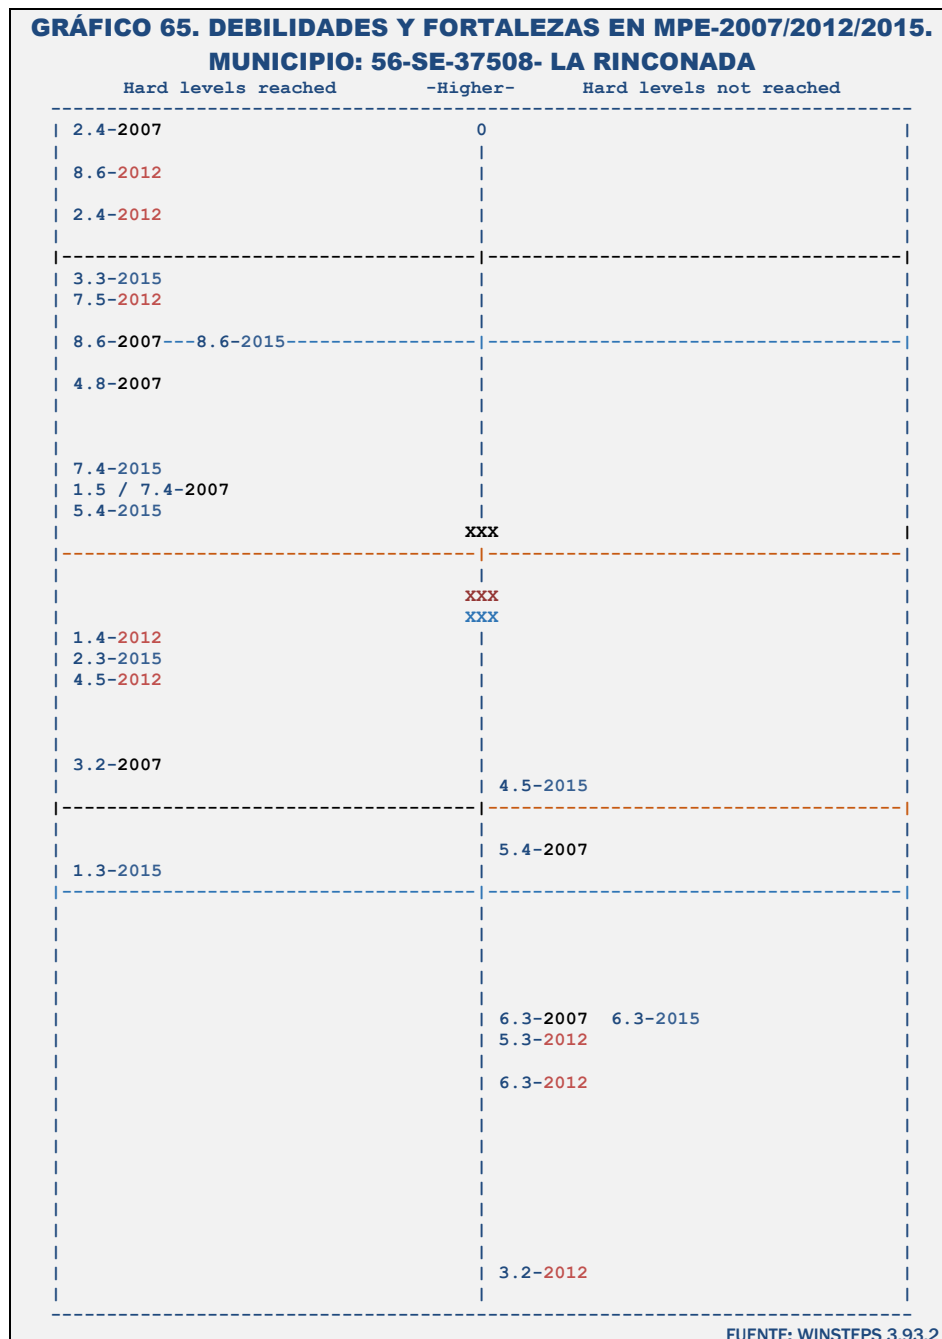 GRÁFICO 65. DEBILIDADES Y FORTALEZAS EN MPE-2007/2012/2015.
MUNICIPIO: 56-SE-37508- LA RINCONADA
Hard levels reached -Higher- Hard levels not reached
2.4-2007 0
8.6-2012
2.4-2012
3.3-2015
7.5-2012
8.6-2007---8.6-2015
4.8-2007
7.4-2015
1.5 / 7.4-2007
5.4-2015
XXX
XXX
XXX
1.4-2012
2.3-2015
4.5-2012
3.2-2007
4.5-2015
5.4-2007
1.3-2015
6.3-2007 6.3-2015
5.3-2012
6.3-2012
3.2-2012
FUENTE: WINSTEPS 3.93.2